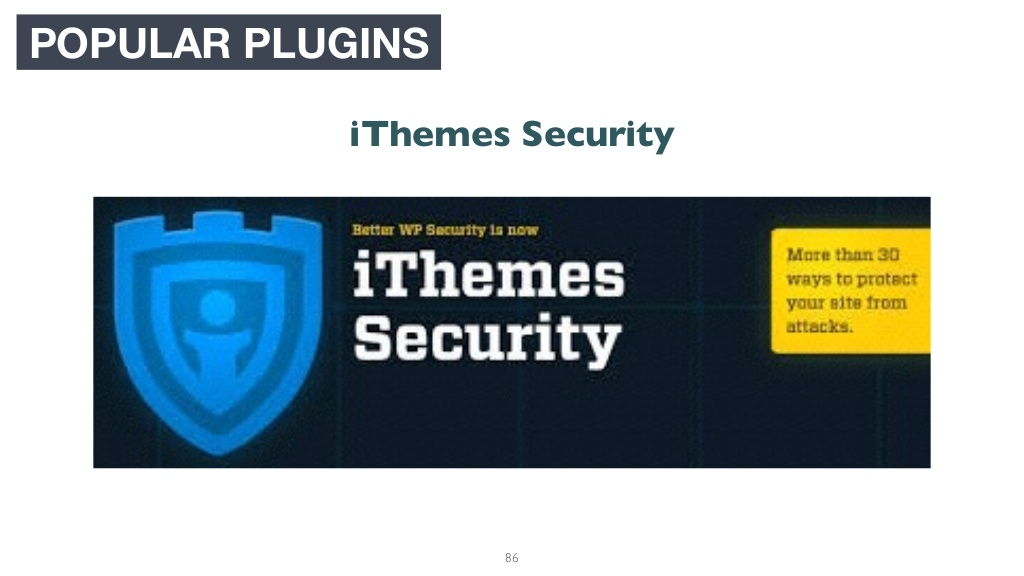 POPULAR PLUGINS
iThemes Security
Better WP Security is now
iThemes
Security
More than 30
ways to protect
your site from
attacks.
86